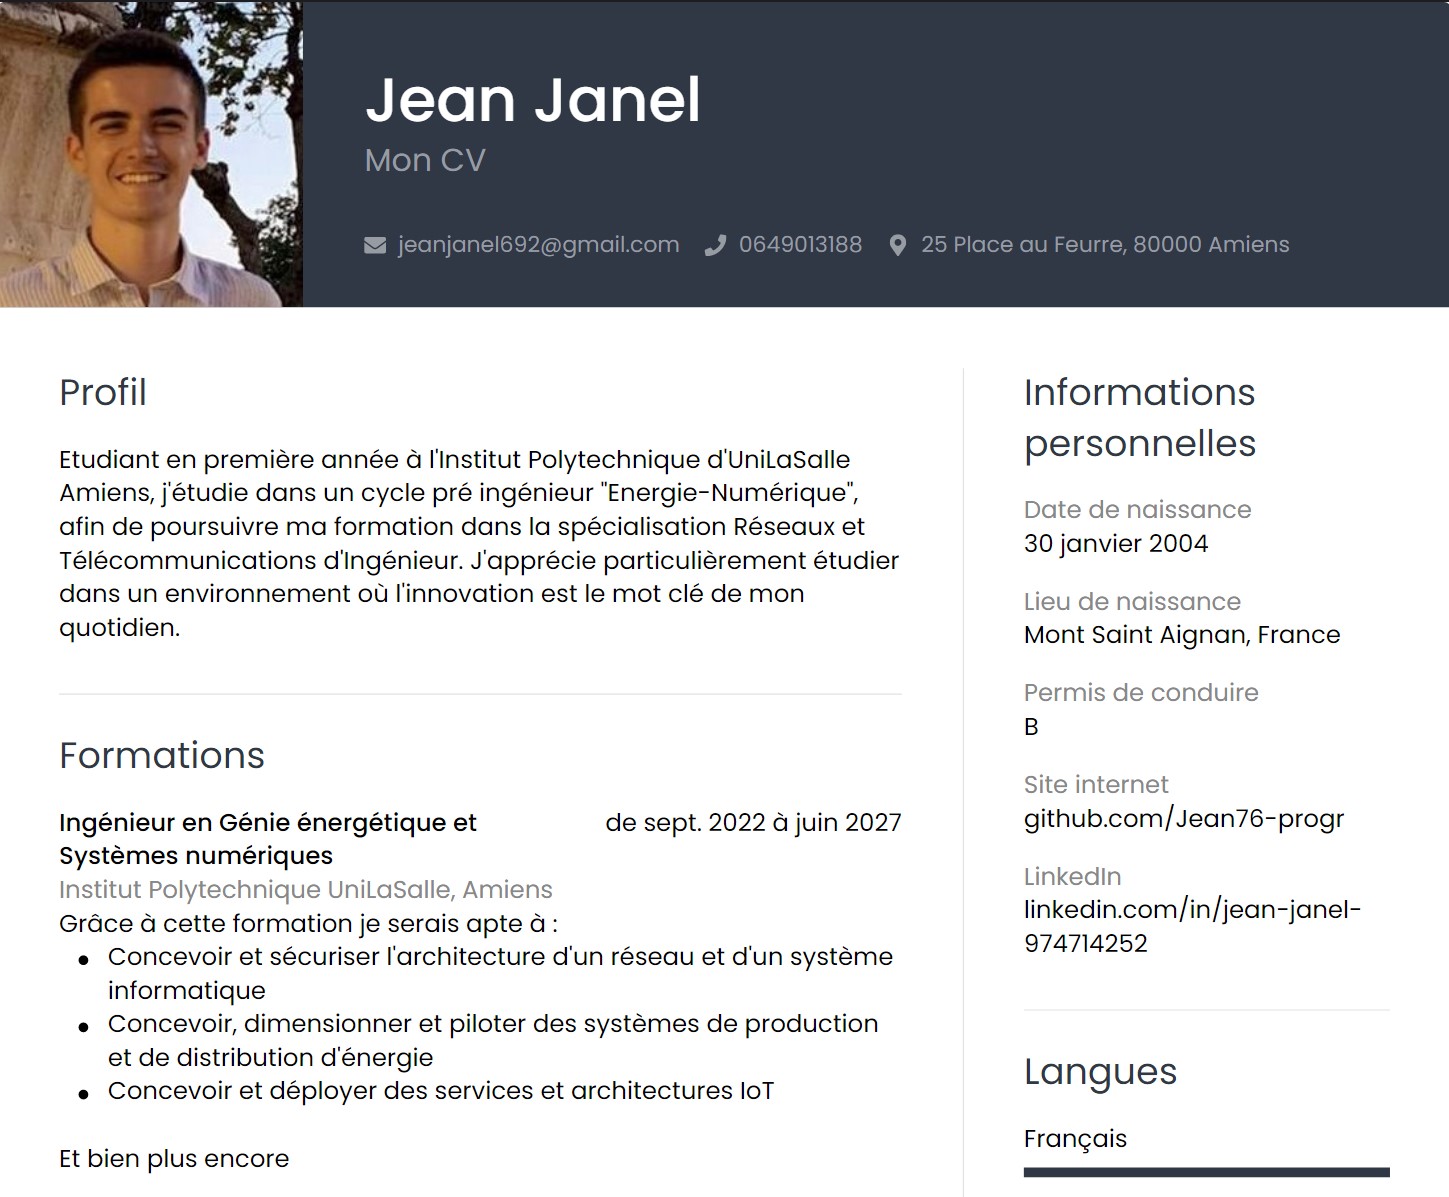 Jean Janel
Mon CV
jeanjanel692@gmail.com 0649013188 25 Place au Feurre, 80000 Amiens
Profil
Etudiant en première année à l'Institut Polytechnique d'UniLaSalle
Amiens, j'étudie dans un cycle pré ingénieur "Energie-Numérique",
afin de poursuivre ma formation dans la spécialisation Réseaux et
Télécommunications d'Ingénieur. J'apprécie particulièrement étudier
dans un environnement où l'innovation est le mot clé de mon
quotidien.
Formations
Ingénieur en Génie énergétique et de sept. 2022 à juin 2027
Systèmes numériques
Institut Polytechnique UniLaSalle, Amiens
Grâce à cette formation je serais apte à :
• Concevoir et sécuriser l'architecture d'un réseau et d'un système
informatique
• Concevoir, dimensionner et piloter des systèmes de production
et de distribution d'énergie
• Concevoir et déployer des services et architectures IoT
Et bien plus encore
Informations
personnelles
Date de naissance
30 janvier 2004
Lieu de naissance
Mont Saint Aignan, France
Permis de conduire
B
Site internet
github.com/Jean76-progr
LinkedIn
linkedin.com/in/jean-janel-
974714252
Langues
Français